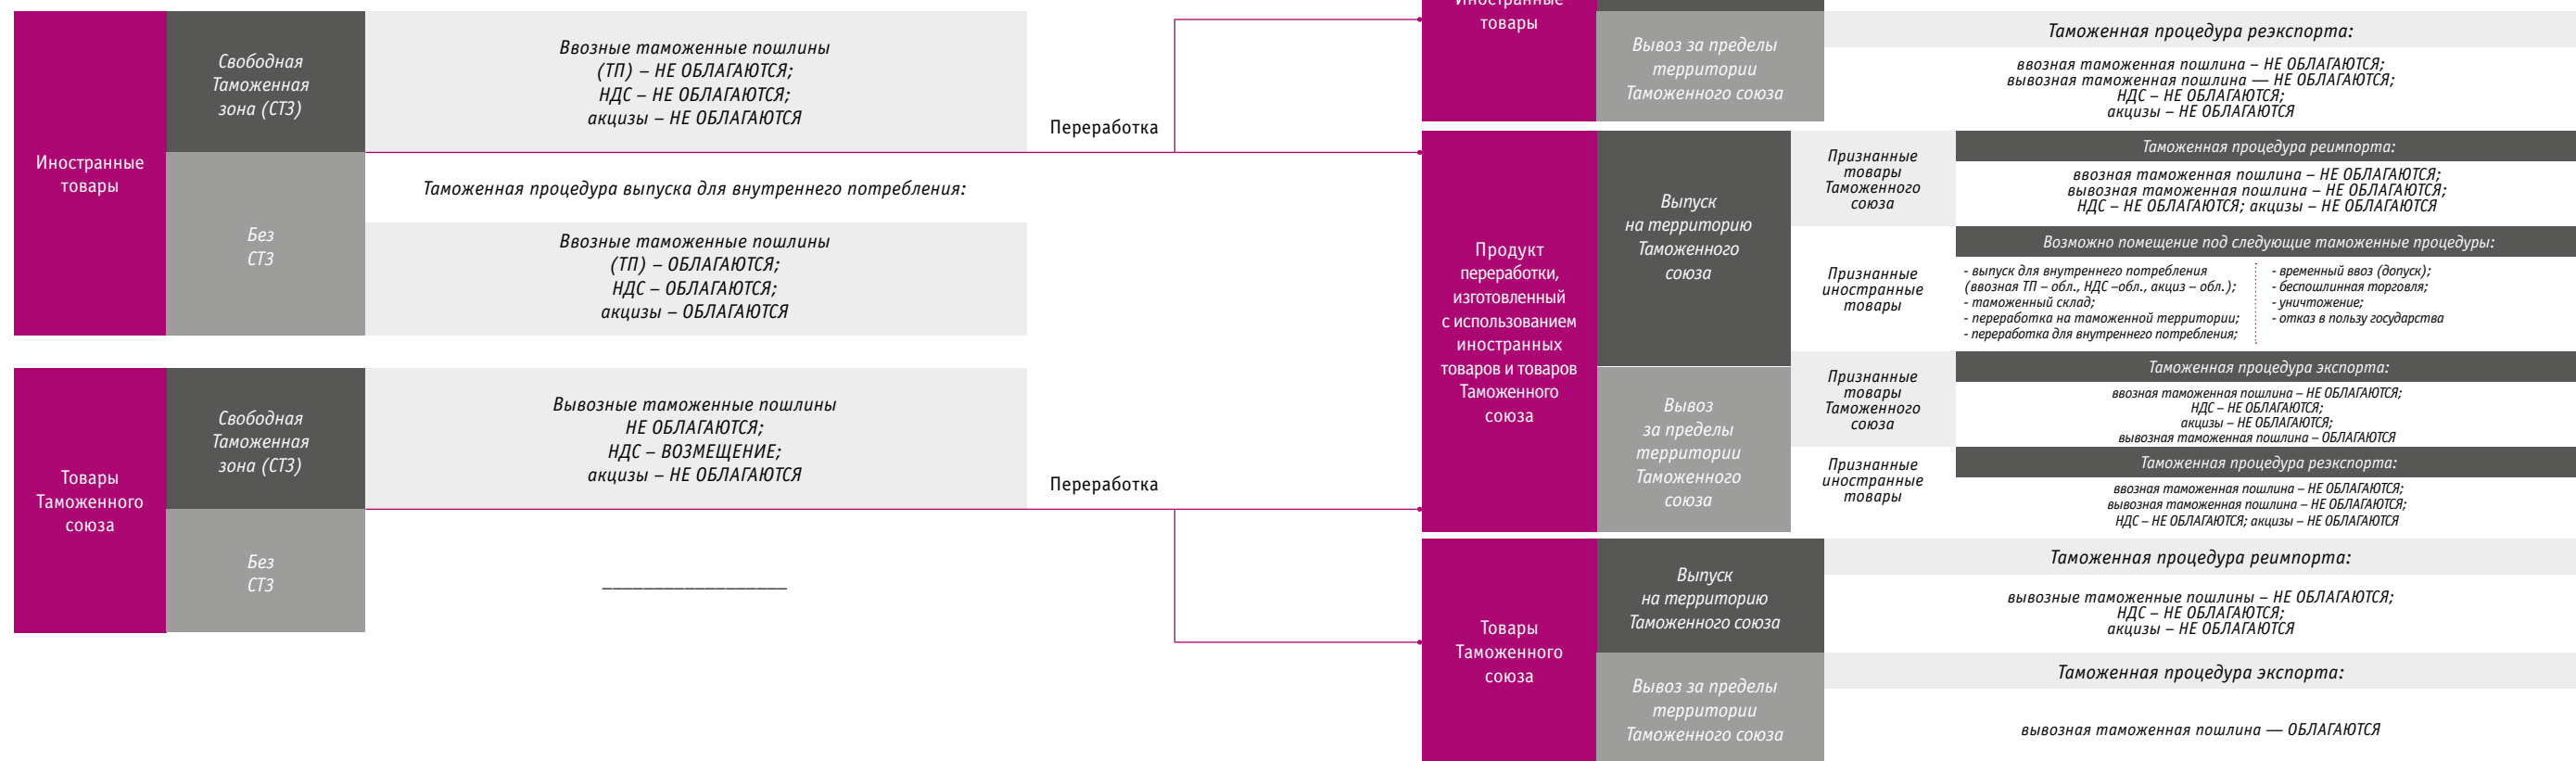 Иностранные
товары
Свободная
Таможенная
зона (СТЗ)
Ввозные таможенные пошлины
(ТП) – НЕ ОБЛАГАЮТСЯ;
НДС – НЕ ОБЛАГАЮТСЯ;
акцизы – НЕ ОБЛАГАЮТСЯ
Без
СТЗ
Таможенная процедура выпуска для внутреннего потребления:
Ввозные таможенные пошлины
(ТП) – ОБЛАГАЮТСЯ;
НДС – ОБЛАГАЮТСЯ;
акцизы – ОБЛАГАЮТСЯ
Переработка
Товары
Таможенного
союза
Свободная
Таможенная
зона (СТЗ)
Вывозные таможенные пошлины
НЕ ОБЛАГАЮТСЯ;
НДС – ВОЗМЕЩЕНИЕ;
акцизы – НЕ ОБЛАГАЮТСЯ
Без
СТЗ
__________________
Переработка
Иностранные
товары
Вывоз за пределы
территории
Таможенного союза
Таможенная процедура реэкспорта:
ввозная таможенная пошлина – НЕ ОБЛАГАЮТСЯ;
вывозная таможенная пошлина — НЕ ОБЛАГАЮТСЯ;
НДС – НЕ ОБЛАГАЮТСЯ;
акцизы – НЕ ОБЛАГАЮТСЯ
Продукт
переработки,
изготовленный
с использованием
иностранных
товаров и товаров
Таможенного
союза
Выпуск
на территорию
Таможенного
союза
Признанные
товары
Таможенного
союза
Таможенная процедура реимпорта:
ввозная таможенная пошлина – НЕ ОБЛАГАЮТСЯ;
вывозная таможенная пошлина – НЕ ОБЛАГАЮТСЯ;
НДС – НЕ ОБЛАГАЮТСЯ; акцизы – НЕ ОБЛАГАЮТСЯ
Признанные
иностранные
товары
Возможно помещение под следующие таможенные процедуры:
- выпуск для внутреннего потребления
(ввозная ТП – обл., НДС –обл., акциз – обл.);
- таможенный склад;
- переработка на таможенной территории;
- переработка для внутреннего потребления;
- временный ввоз (допуск);
- беспошлинная торговля;
- уничтожение;
- отказ в пользу государства
Вывоз
за пределы
территории
Таможенного
союза
Признанные
товары
Таможенного
союза
Таможенная процедура экспорта:
ввозная таможенная пошлина – НЕ ОБЛАГАЮТСЯ;
НДС – НЕ ОБЛАГАЮТСЯ;
акцизы – НЕ ОБЛАГАЮТСЯ;
вывозная таможенная пошлина – ОБЛАГАЮТСЯ
Признанные
иностранные
товары
Таможенная процедура реэкспорта:
ввозная таможенная пошлина – НЕ ОБЛАГАЮТСЯ;
вывозная таможенная пошлина – НЕ ОБЛАГАЮТСЯ;
НДС – НЕ ОБЛАГАЮТСЯ; акцизы – НЕ ОБЛАГАЮТСЯ
Товары
Таможенного
союза
Выпуск
на территорию
Таможенного союза
Таможенная процедура реимпорта:
вывозные таможенные пошлины – НЕ ОБЛАГАЮТСЯ;
НДС – НЕ ОБЛАГАЮТСЯ;
акцизы – НЕ ОБЛАГАЮТСЯ
Вывоз за пределы
территории
Таможенного союза
Таможенная процедура экспорта:
вывозная таможенная пошлина — ОБЛАГАЮТСЯ